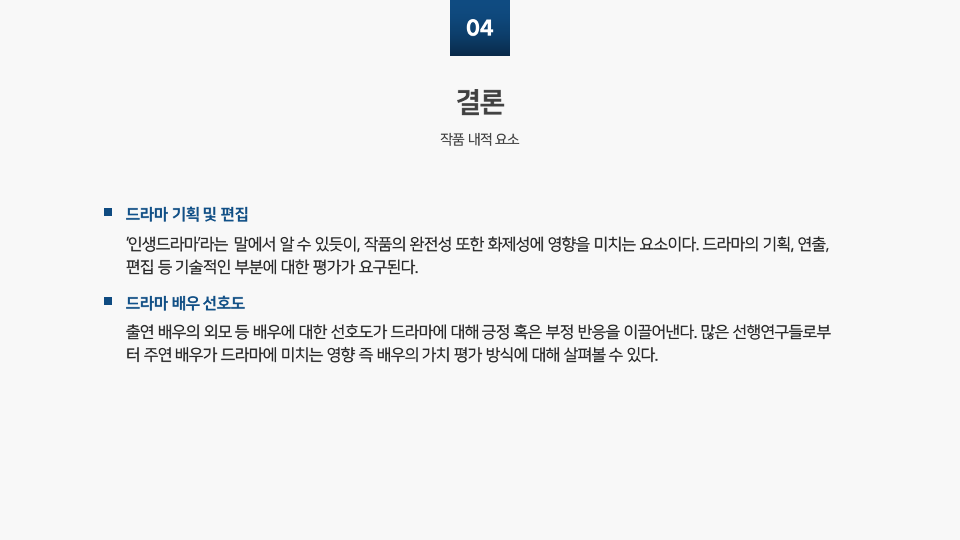 04
결론
작품 내적 요소
드라마 기획 및 편집
‘인생드라마’라는 말에서 알 수 있듯이, 작품의 완전성 또한 화제성에 영향을 미치는 요소이다. 드라마의 기획, 연출,
편집 등 기술적인 부분에 대한 평가가 요구된다.
드라마 배우 선호도
출연 배우의 외모 등 배우에 대한 선호도가 드라마에 대해 긍정 혹은 부정 반응을 이끌어낸다. 많은 선행연구들로부
터 주연 배우가 드라마에 미치는 영향 즉 배우의 가치 평가 방식에 대해 살펴볼 수 있다.